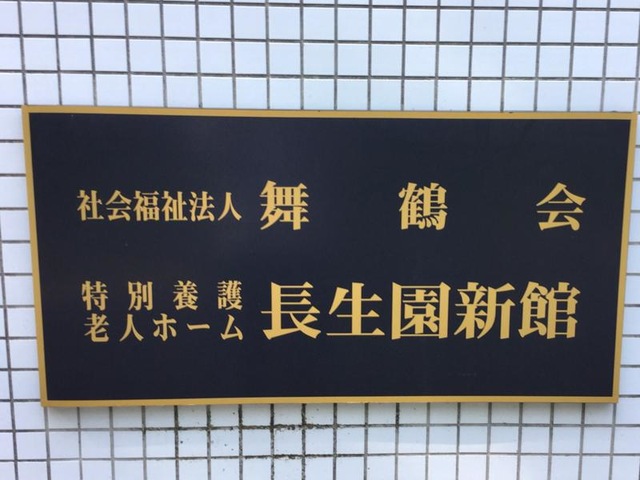 社会福祉法人 舞鶴会
特別養護
老人ホーム 長生園新館